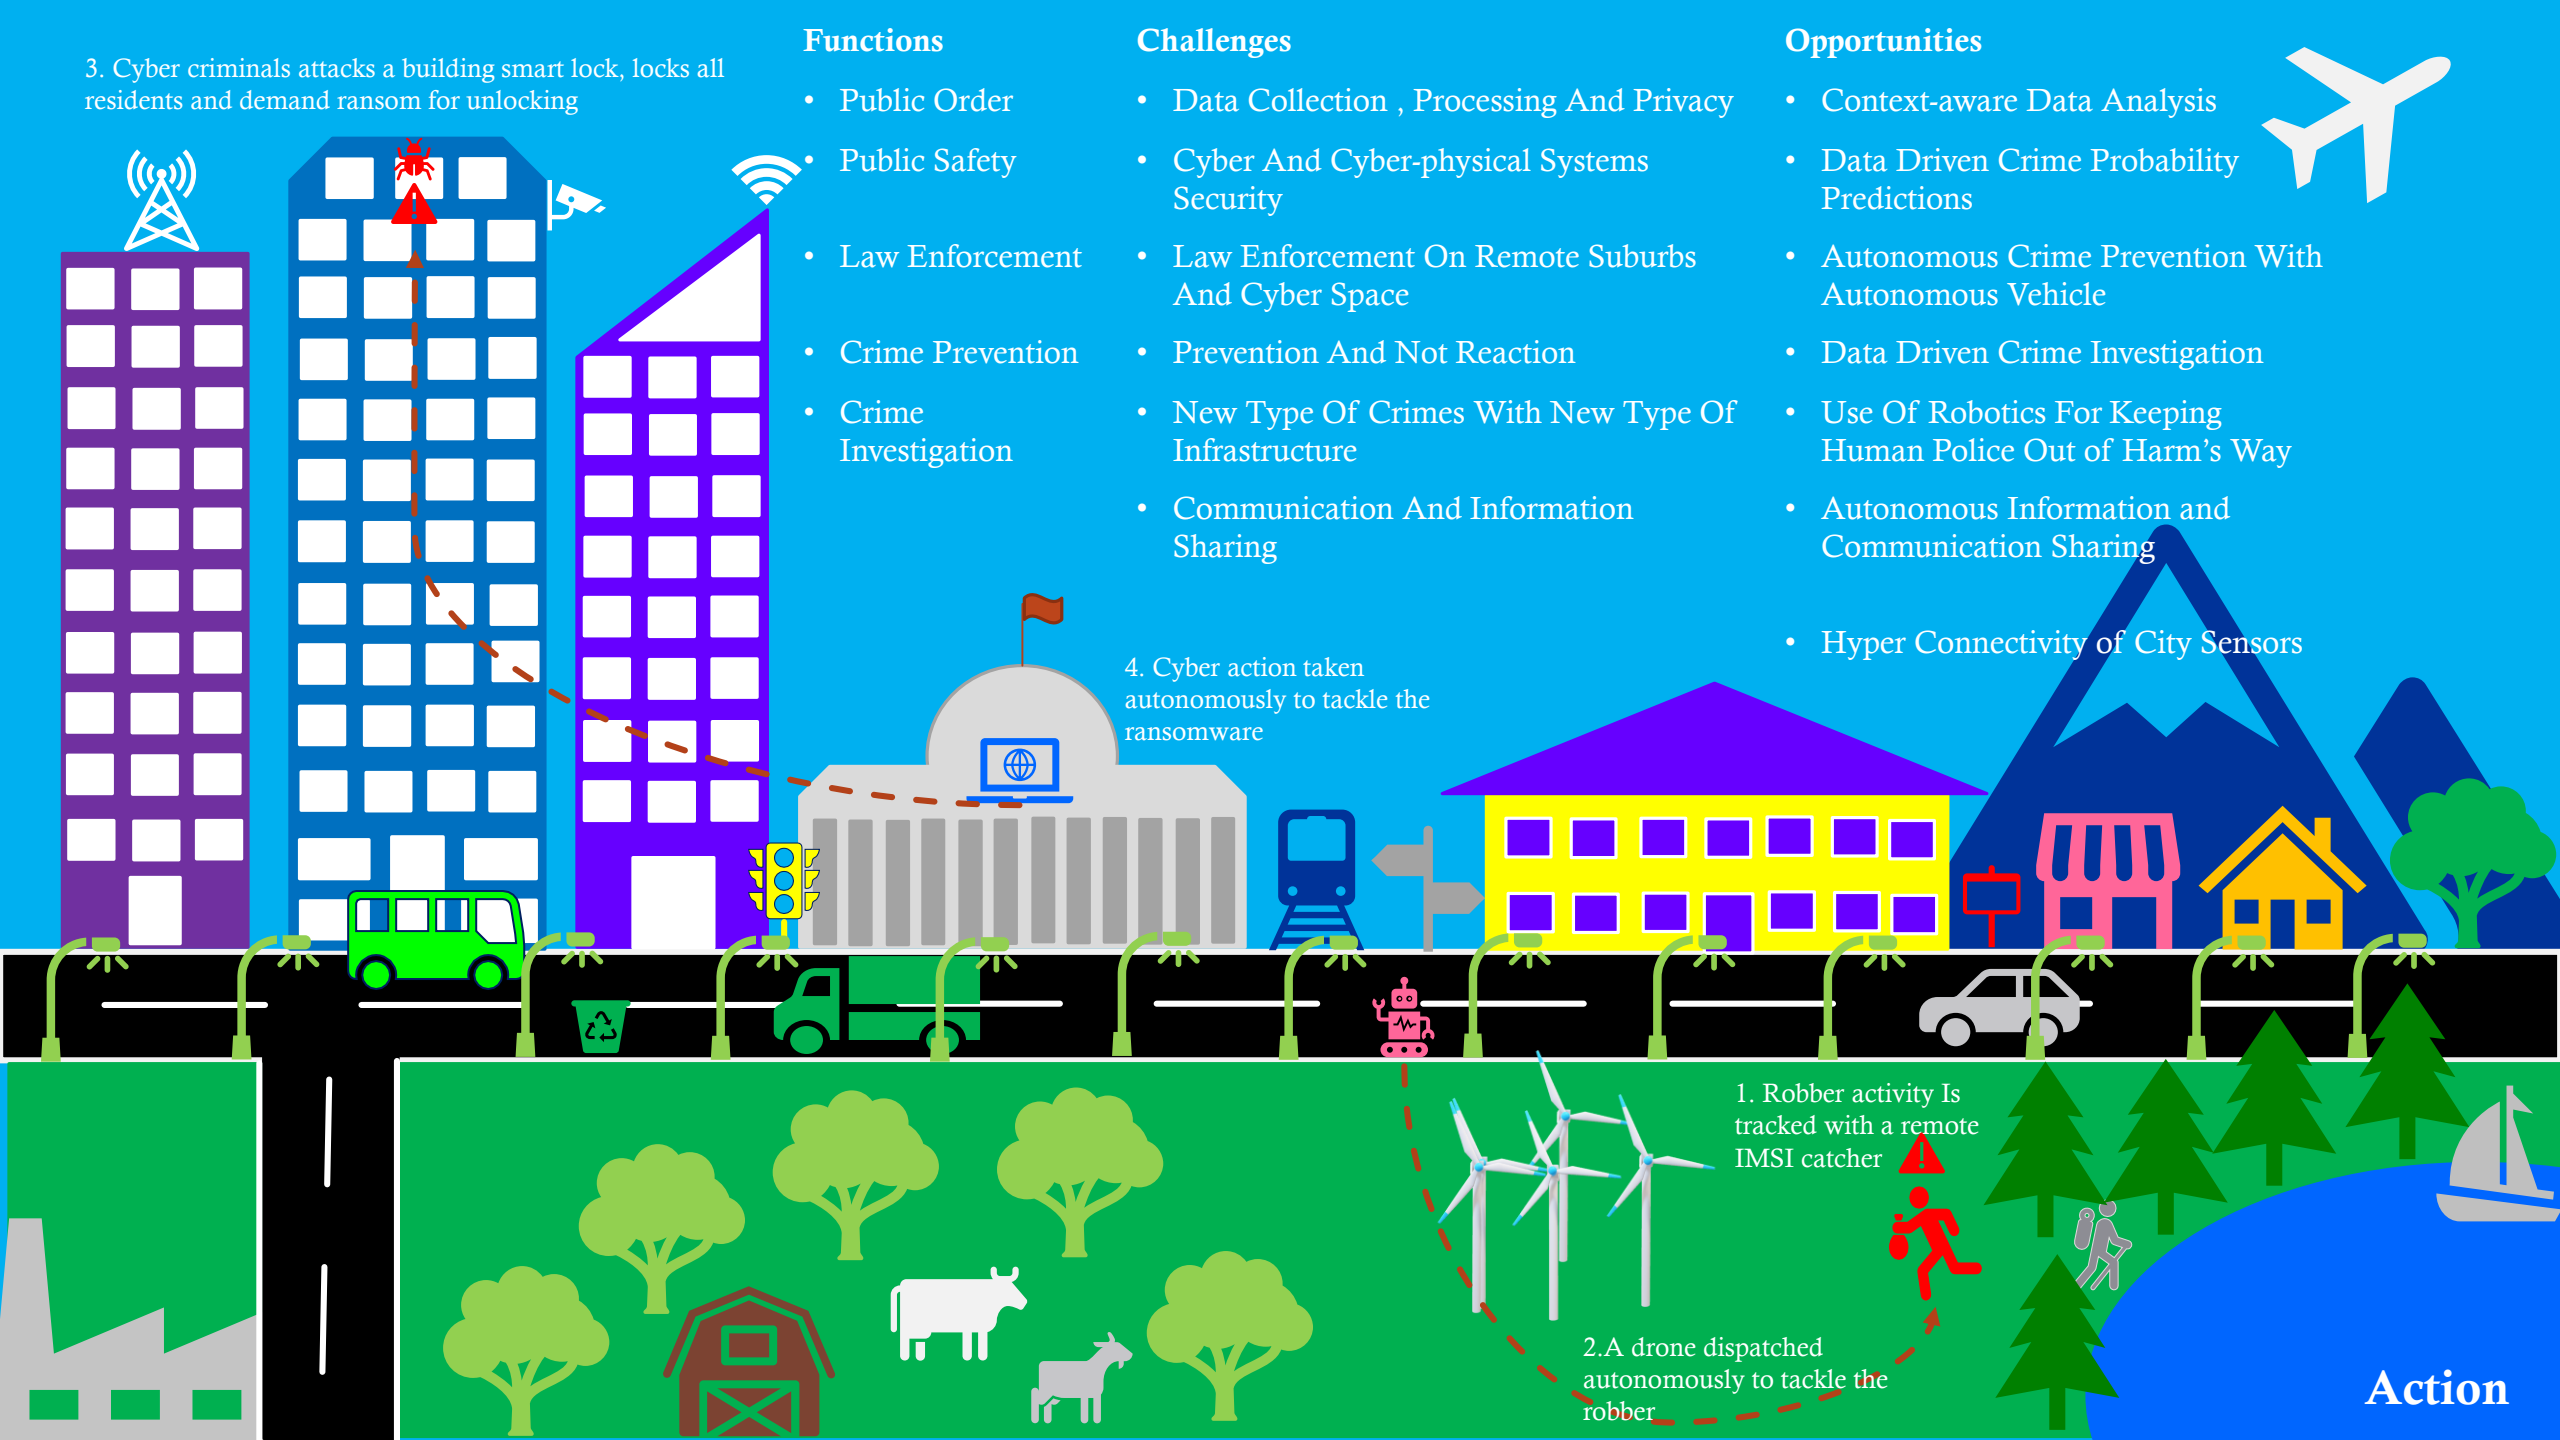 3. Cyber criminals attacks a building smart lock, locks all
residents and demand ransom for unlocking
Functions
• Public Order
• Public Safety
• Law Enforcement
• Crime Prevention
• Crime
Investigation
Challenges
• Data Collection , Processing And Privacy
• Cyber And Cyber-physical Systems
Security
• Law Enforcement On Remote Suburbs
And Cyber Space
• Prevention And Not Reaction
• New Type Of Crimes With New Type Of
Infrastructure
• Communication And Information
Sharing
Opportunities
• Context-aware Data Analysis
• Data Driven Crime Probability
Predictions
• Autonomous Crime Prevention With
Autonomous Vehicle
• Data Driven Crime Investigation
• Use Of Robotics For Keeping
Human Police Out of Harm’s Way
• Autonomous Information and
Communication Sharing
• Hyper Connectivity of City Sensors
4. Cyber action taken
autonomously to tackle the
ransomware
1. Robber activity Is
tracked with a remote
IMSI catcher
2.A drone dispatched
autonomously to tackle the
robber
Action